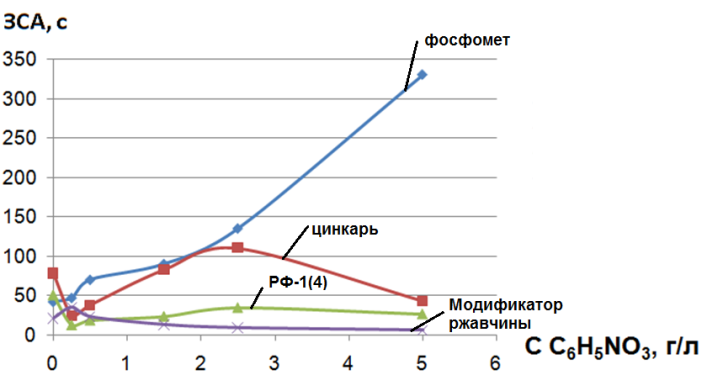 ЗСА, с
фосфомет
350
300
250
200
150
100
50
0
цинкарь
РФ-1(4)
Модификатор
ржавчины
0 1 2 3 4 5 6
С C₆H₅NO₃, г/л